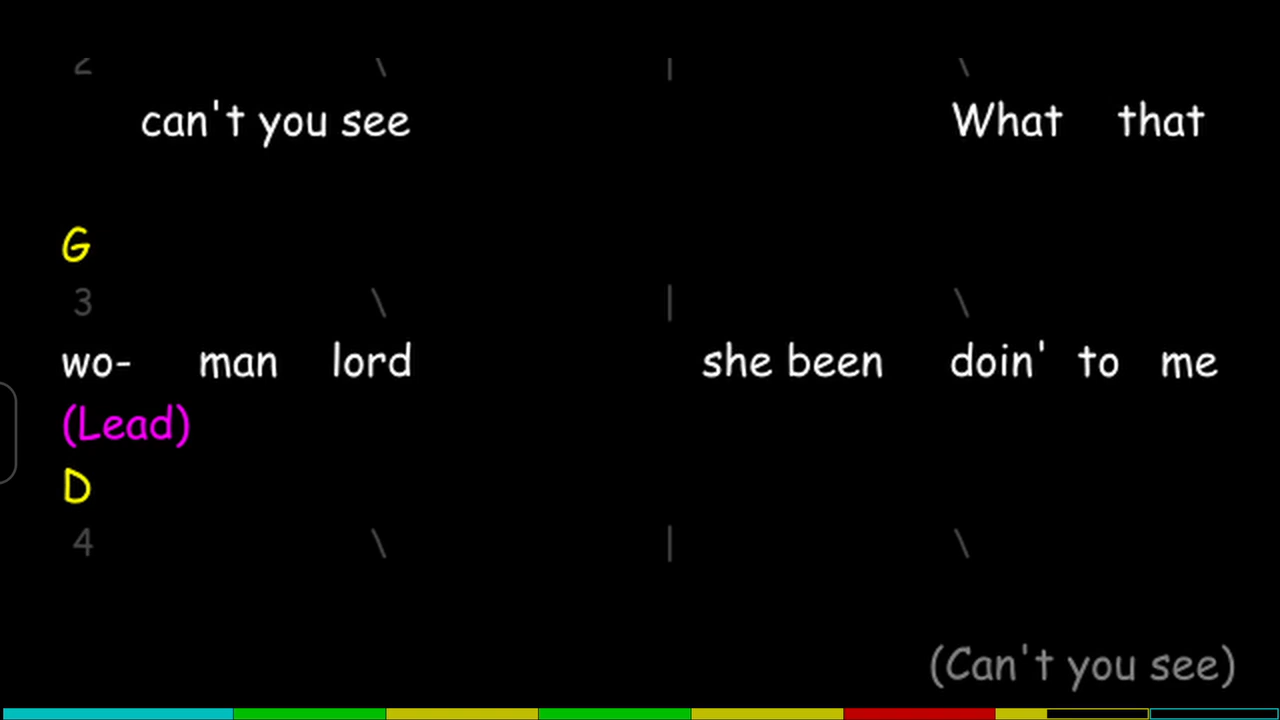 2 \ | \
can't you see What that
G
3 \ | \
wo- man lord she been doin' to me
(Lead)
D
4 \ | \
(Can't you see)